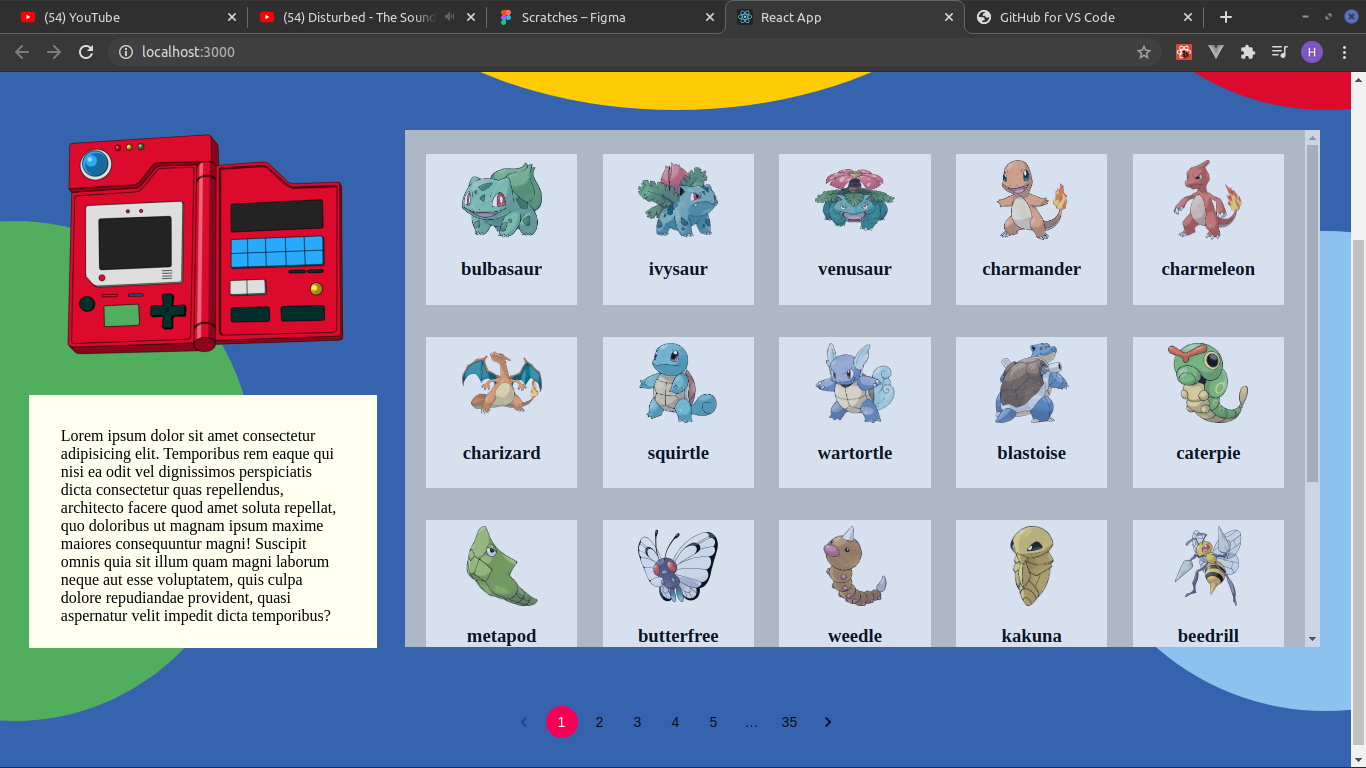 (54) YouTube
(54) Disturbed - The Sound
Scratches – Figma
React App
GitHub for VS Code
localhost:3000
H
bulbasaur
ivysaur
venusaur
charmander
charmeleon
charizard
squirtle
wartortle
blastoise
caterpie
metapod
butterfree
weedle
kakuna
beedrill
Lorem ipsum dolor sit amet consectetur
adipisicing elit. Temporibus rem eaque qui
nisi ea odit vel dignissimos perspiciatis
dicta consectetur quas repellendus,
architecto facere quod amet soluta repellat,
quo doloribus ut magnam ipsum maxime
maiores consequuntur magni! Suscipit
omnis quia sit illum quam magni laborum
neque aut esse voluptatem, quis culpa
dolore repudiandae provident, quasi
aspernatur velit impedit dicta temporibus?
1 2 3 4 5 … 35